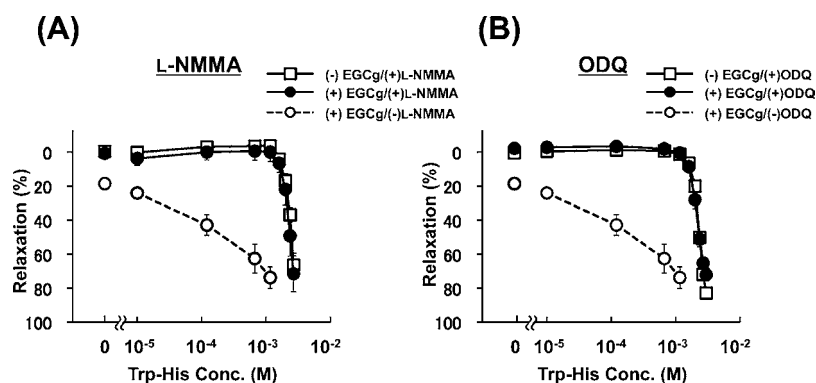 (A)
L-NMMA
(-) EGCg/(+)L-NMMA
(+) EGCg/(+)L-NMMA
(+) EGCg/(-)L-NMMA
Relaxation (%)
0
20
40
60
80
100
0 10⁻⁵ 10⁻⁴ 10⁻³ 10⁻²
Trp-His Conc. (M)
(B)
ODQ
(-) EGCg/(+)ODQ
(+) EGCg/(+)ODQ
(+) EGCg/(-)ODQ
Relaxation (%)
0
20
40
60
80
100
0 10⁻⁵ 10⁻⁴ 10⁻³ 10⁻²
Trp-His Conc. (M)